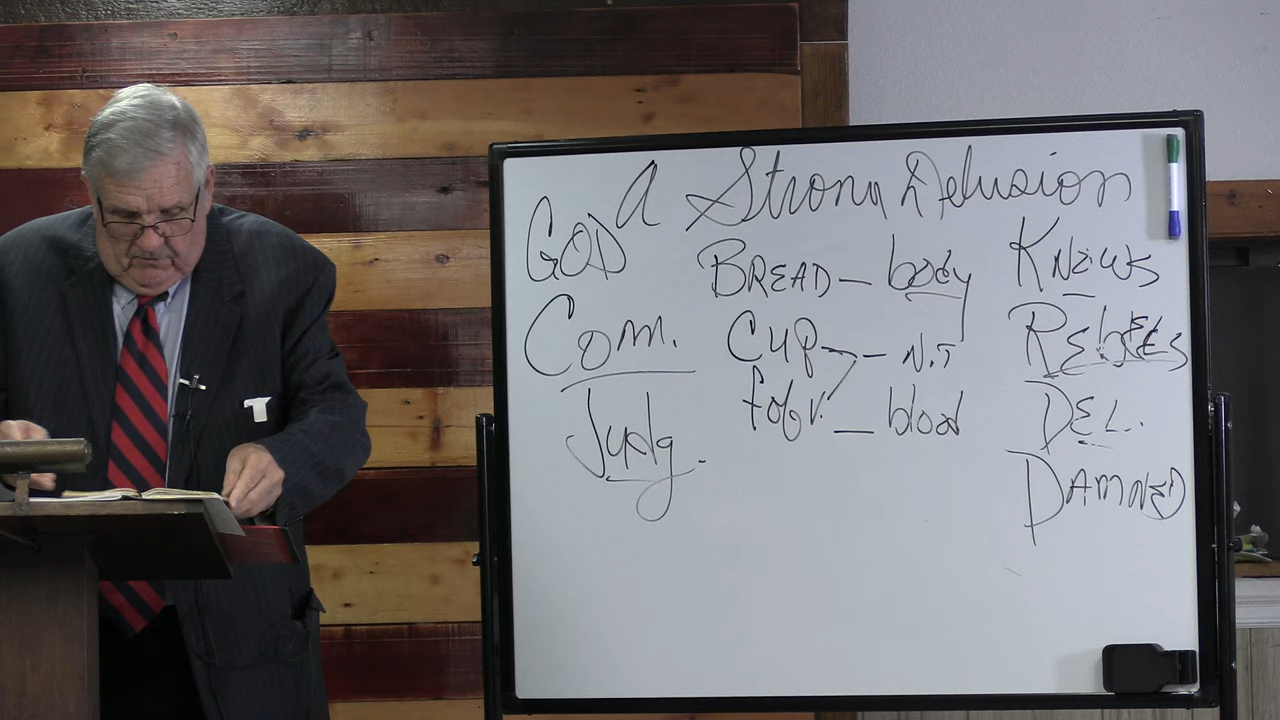 A Strong Delusion
GOD
Com.
Judg.
BREAD - body
Cup - N.T
fofv. - blood
KNOWS
REbELS
DEL.
DAMNED